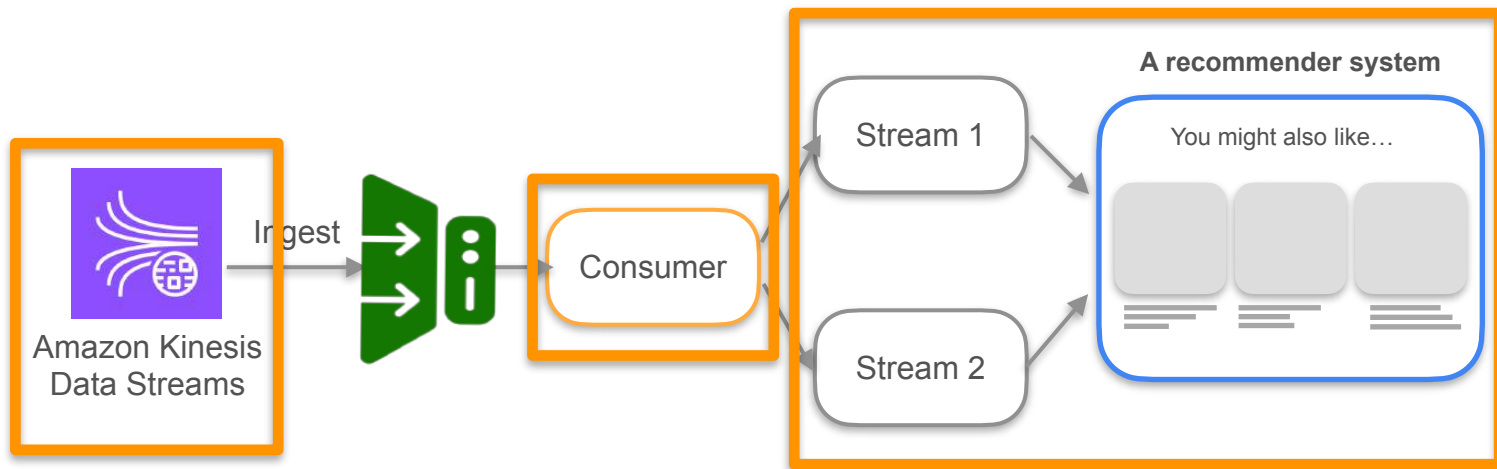 Amazon Kinesis
Data Streams
Ingest
Consumer
Stream 1
Stream 2
A recommender system
You might also like…